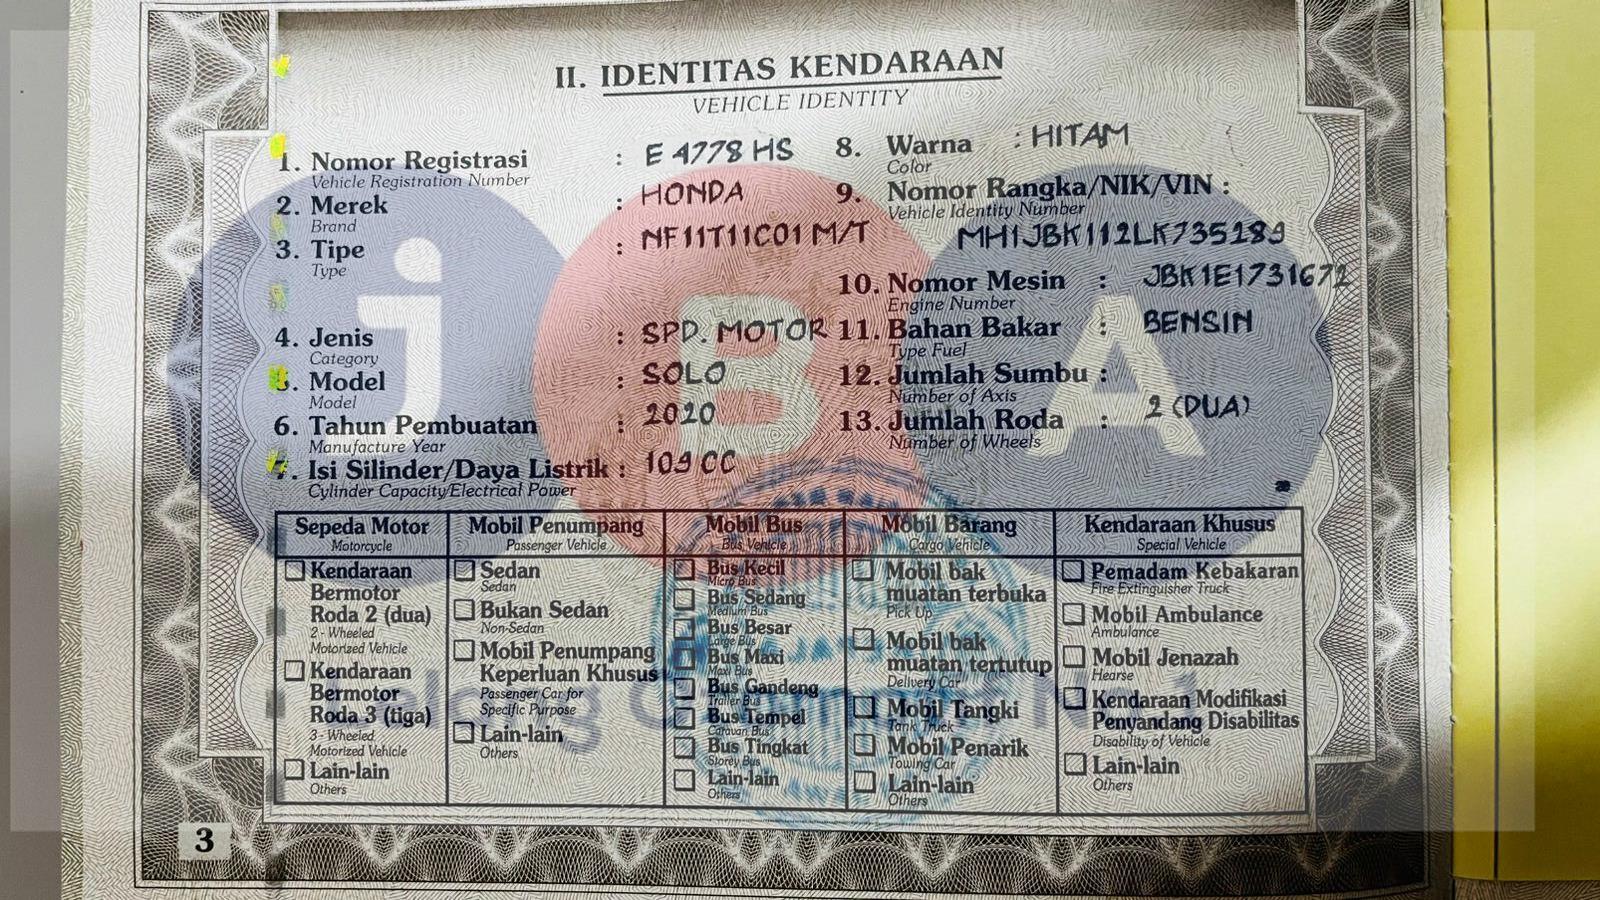 II. IDENTITAS KENDARAAN
VEHICLE IDENTITY
1. Nomor Registrasi : E 4778 HS
Vehicle Registration Number
2. Merek : HONDA
Brand
3. Tipe : NF11T11C01 M/T
Type
4. Jenis : SPD. MOTOR
Category
5. Model : SOLO
Model
6. Tahun Pembuatan : 2020
Manufacture Year
7. Isi Silinder/Daya Listrik : 109 CC
Cylinder Capacity/Electrical Power
8. Warna : HITAM
Color
9. Nomor Rangka/NIK/VIN :
Vehicle Identity Number
MH1JBK112LK735289
10. Nomor Mesin : JBK1E1731672
Engine Number
11. Bahan Bakar : BENSIN
Type Fuel
12. Jumlah Sumbu :
Number of Axis
13. Jumlah Roda : 2 (DUA)
Number of Wheels
Sepeda Motor
Motorcycle
Kendaraan
Bermotor
Roda 2 (dua)
2 - Wheeled
Motorized Vehicle
Kendaraan
Bermotor
Roda 3 (tiga)
3 - Wheeled
Motorized Vehicle
Lain-lain
Others
Mobil Penumpang
Passenger Vehicle
Sedan
Sedan
Bukan Sedan
Non-Sedan
Mobil Penumpang
Keperluan Khusus
Passenger Car for
Specific Purpose
Lain-lain
Others
Mobil Bus
Bus Vehicle
Bus Kecil
Micro Bus
Bus Sedang
Medium Bus
Bus Besar
Large Bus
Bus Maxi
Maxi Bus
Bus Gandeng
Trailer Bus
Bus Tempel
Caravan Bus
Bus Tingkat
Storey Bus
Lain-lain
Others
Mobil Barang
Cargo Vehicle
Mobil bak
muatan terbuka
Pick Up
Mobil bak
muatan tertutup
Delivery Car
Mobil Tangki
Tank Truck
Mobil Penarik
Towing Car
Lain-lain
Others
Kendaraan Khusus
Special Vehicle
Pemadam Kebakaran
Fire Extinguisher Truck
Mobil Ambulance
Ambulance
Mobil Jenazah
Hearse
Kendaraan Modifikasi
Penyandang Disabilitas
Disability of Vehicle
Lain-lain
Others
3
jBA